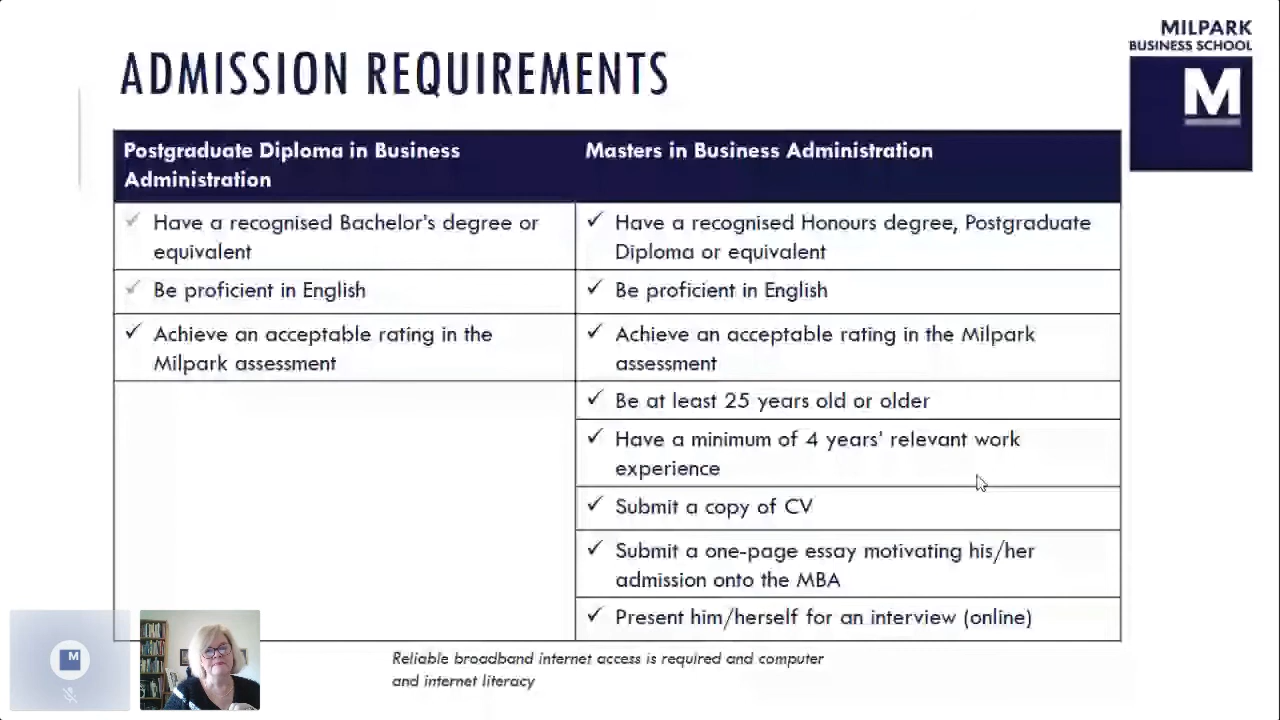 MILPARK
BUSINESS SCHOOL
M
ADMISSION REQUIREMENTS
Postgraduate Diploma in Business
Administration
Masters in Business Administration
Have a recognised Bachelor's degree or
equivalent
Have a recognised Honours degree, Postgraduate
Diploma or equivalent
Be proficient in English
Be proficient in English
Achieve an acceptable rating in the
Milpark assessment
Achieve an acceptable rating in the Milpark
assessment
Be at least 25 years old or older
Have a minimum of 4 years' relevant work
experience
Submit a copy of CV
Submit a one-page essay motivating his/her
admission onto the MBA
Present him/herself for an interview (online)
M
Reliable broadband internet access is required and computer
and internet literacy